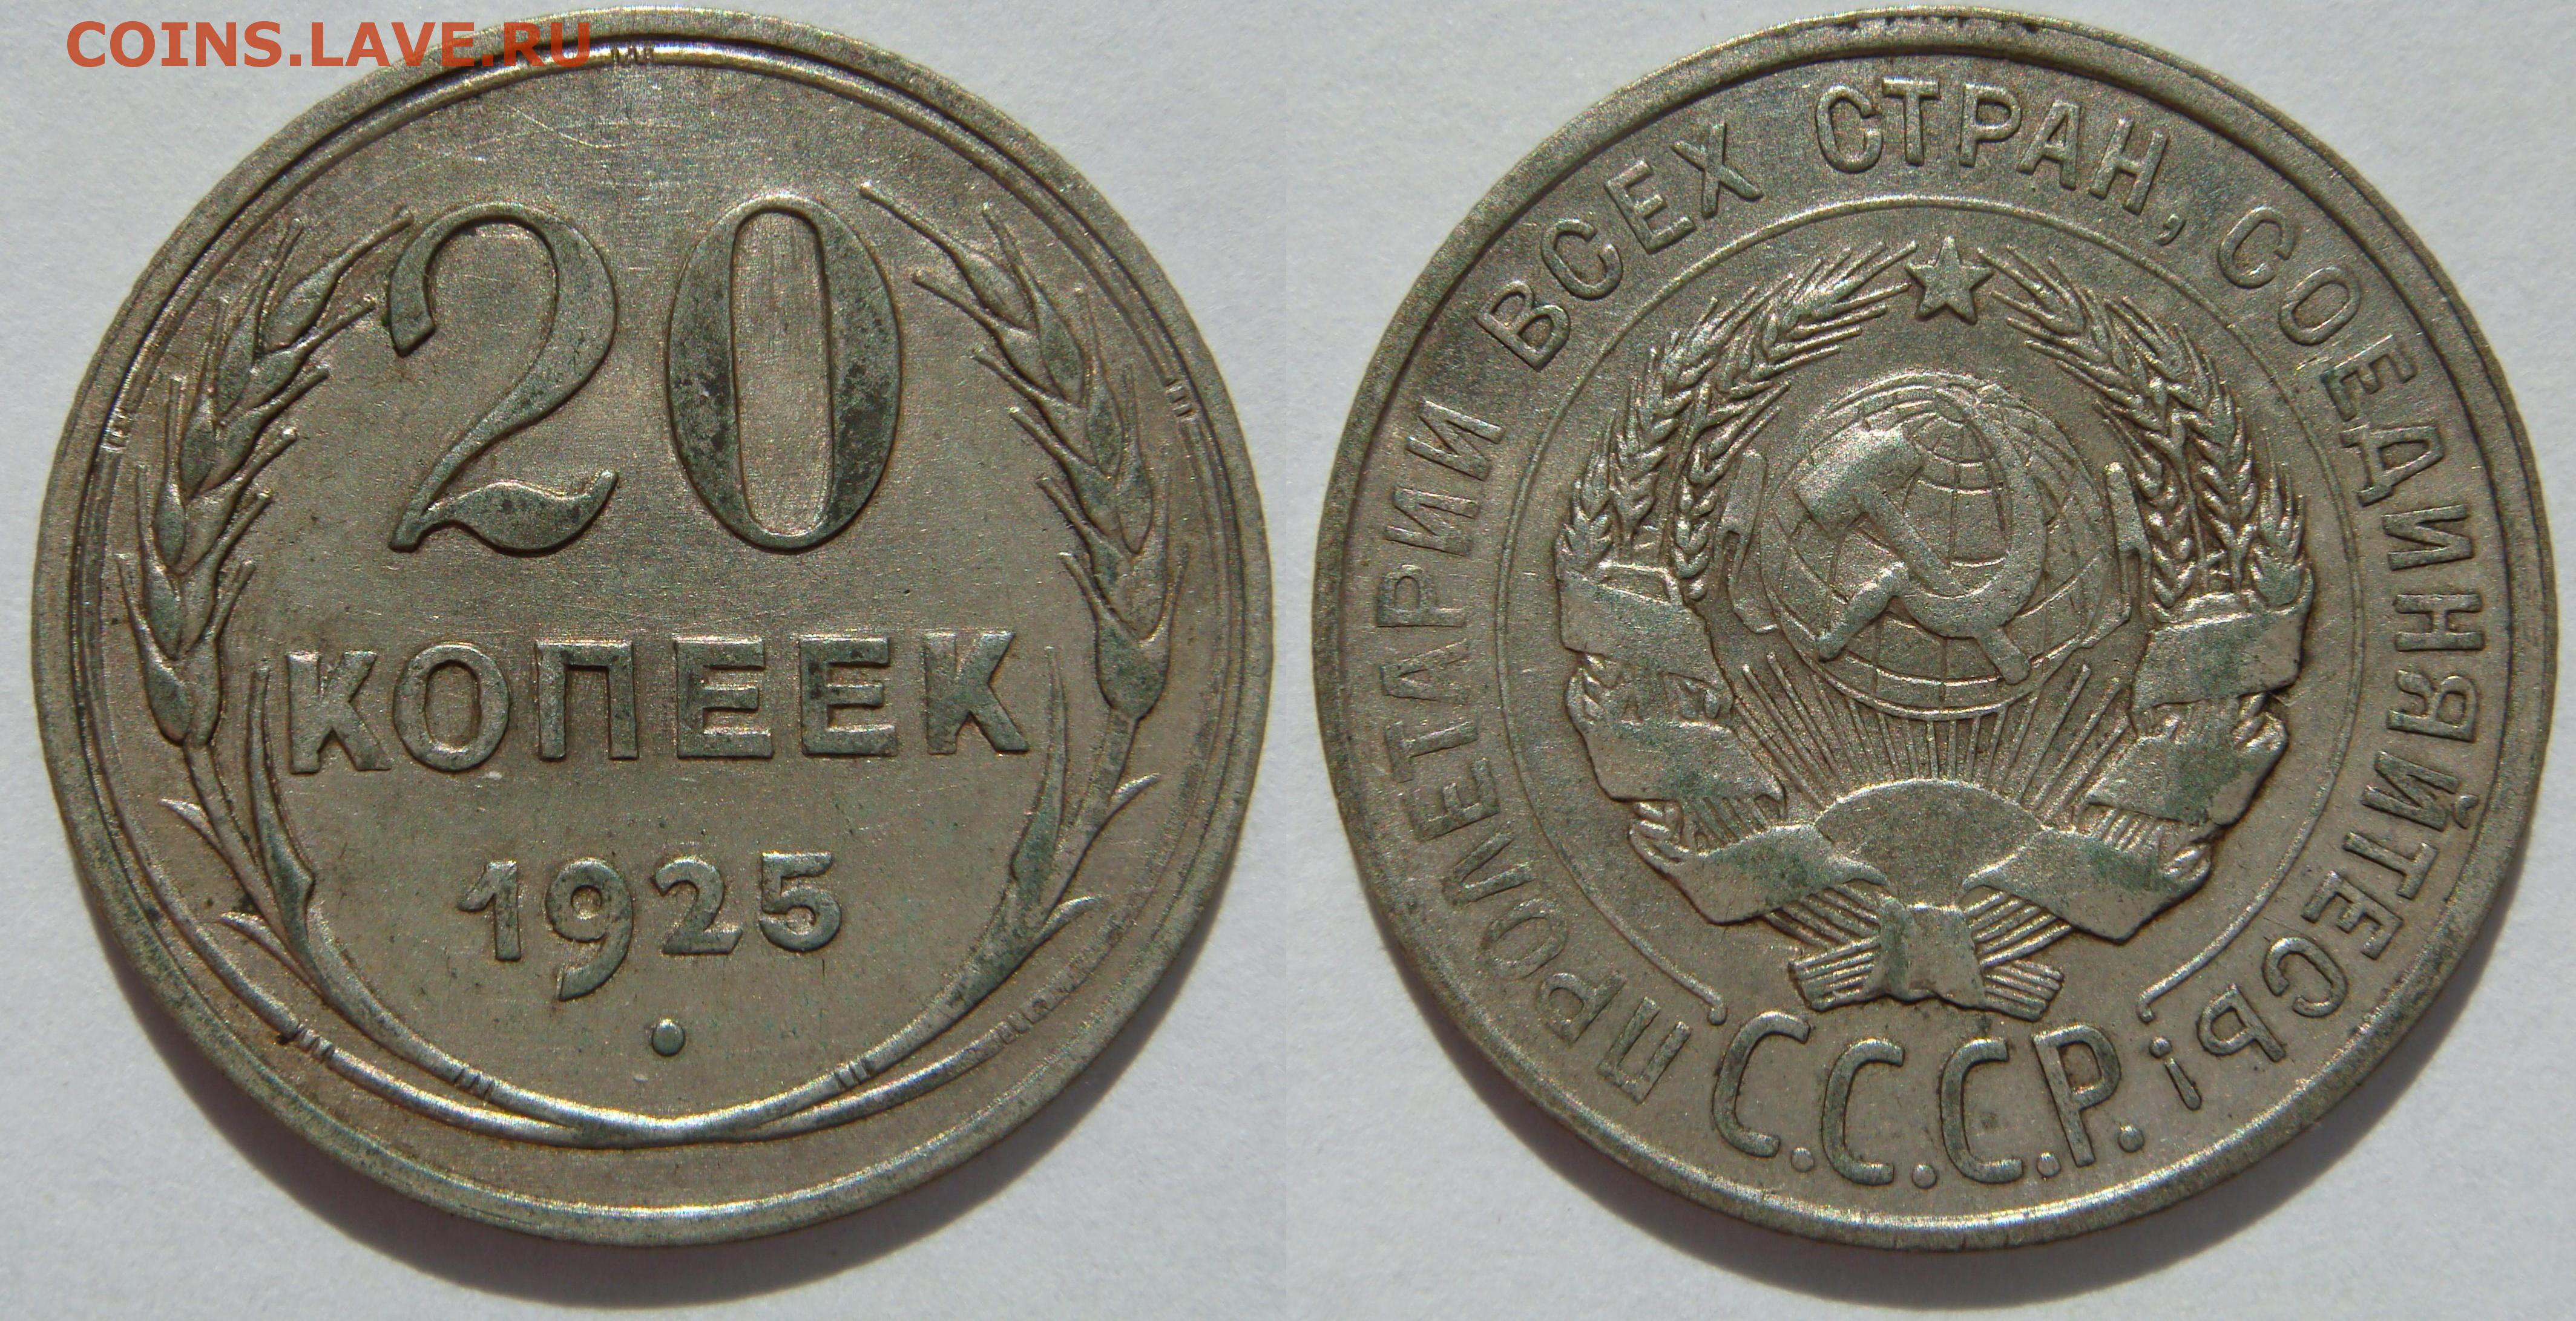 COINS.LAVE.RU
20
КОПЕЕК
1925
ПРОЛЕТАРИИ ВСЕХ СТРАН, СОЕДИНЯЙТЕСЬ!
С.С.С.Р.